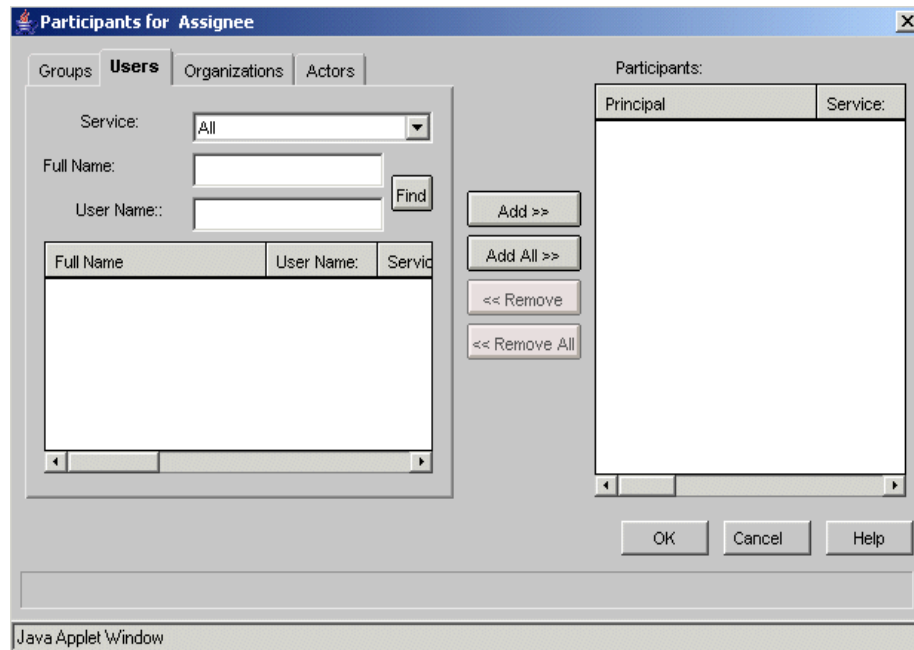 Participants for Assignee
Groups Users Organizations Actors
Service: All
Full Name:
User Name::
Find
Full Name User Name: Servic
Add >>
Add All >>
<< Remove
<< Remove All
Participants:
Principal Service:
OK Cancel Help
Java Applet Window